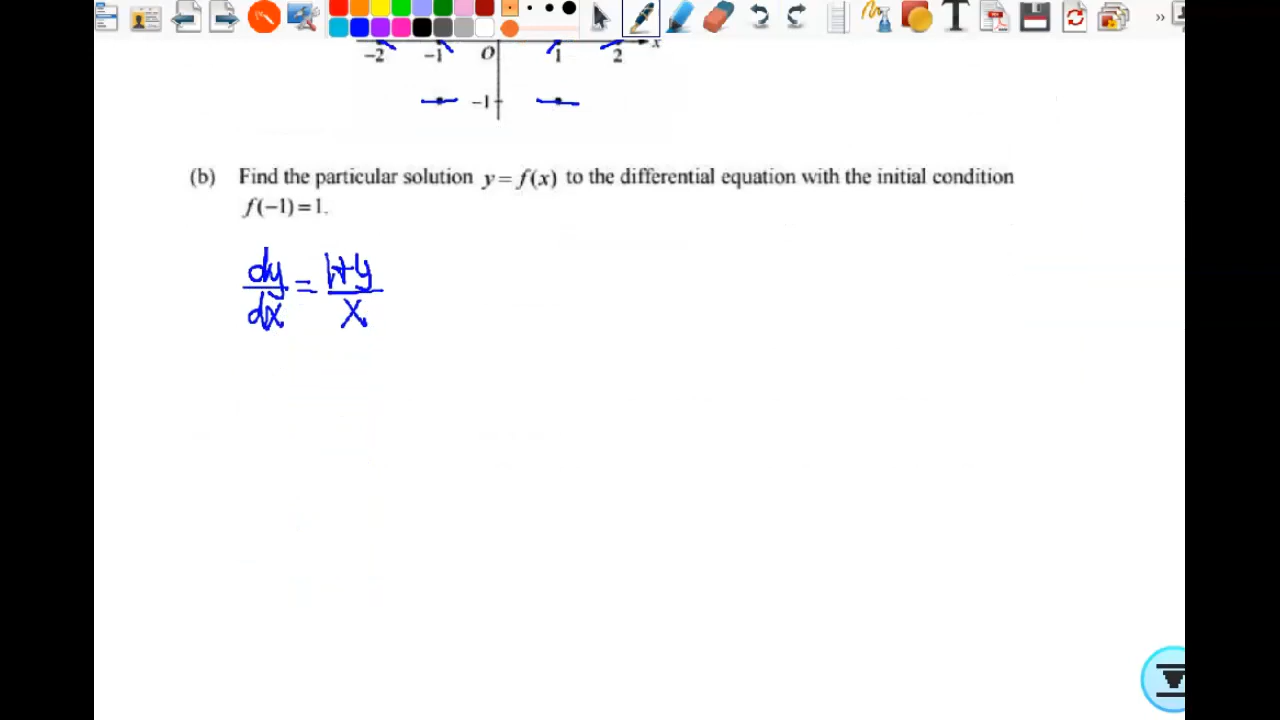 -2 -1 O 1 2 x
-1
(b) Find the particular solution y = f(x) to the differential equation with the initial condition
f(-1) = 1.
dy/dx = 1+y/x